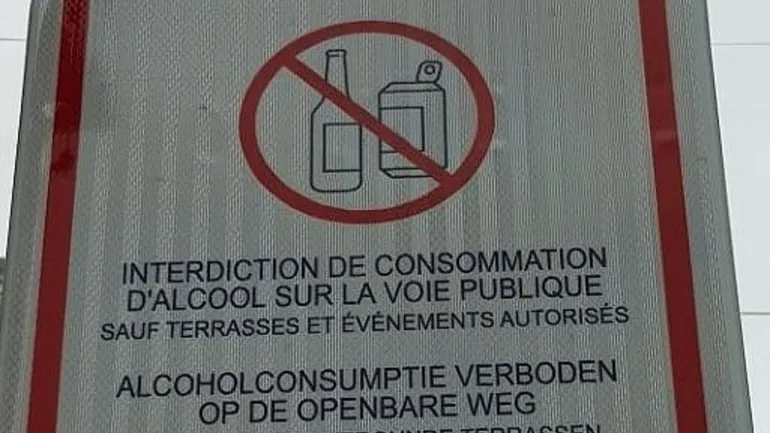 INTERDICTION DE CONSOMMATION
D'ALCOOL SUR LA VOIE PUBLIQUE
SAUF TERRASSES ET ÉVÉNEMENTS AUTORISÉS
ALCOHOLCONSUMPTIE VERBODEN
OP DE OPENBARE WEG
TERRASSEN